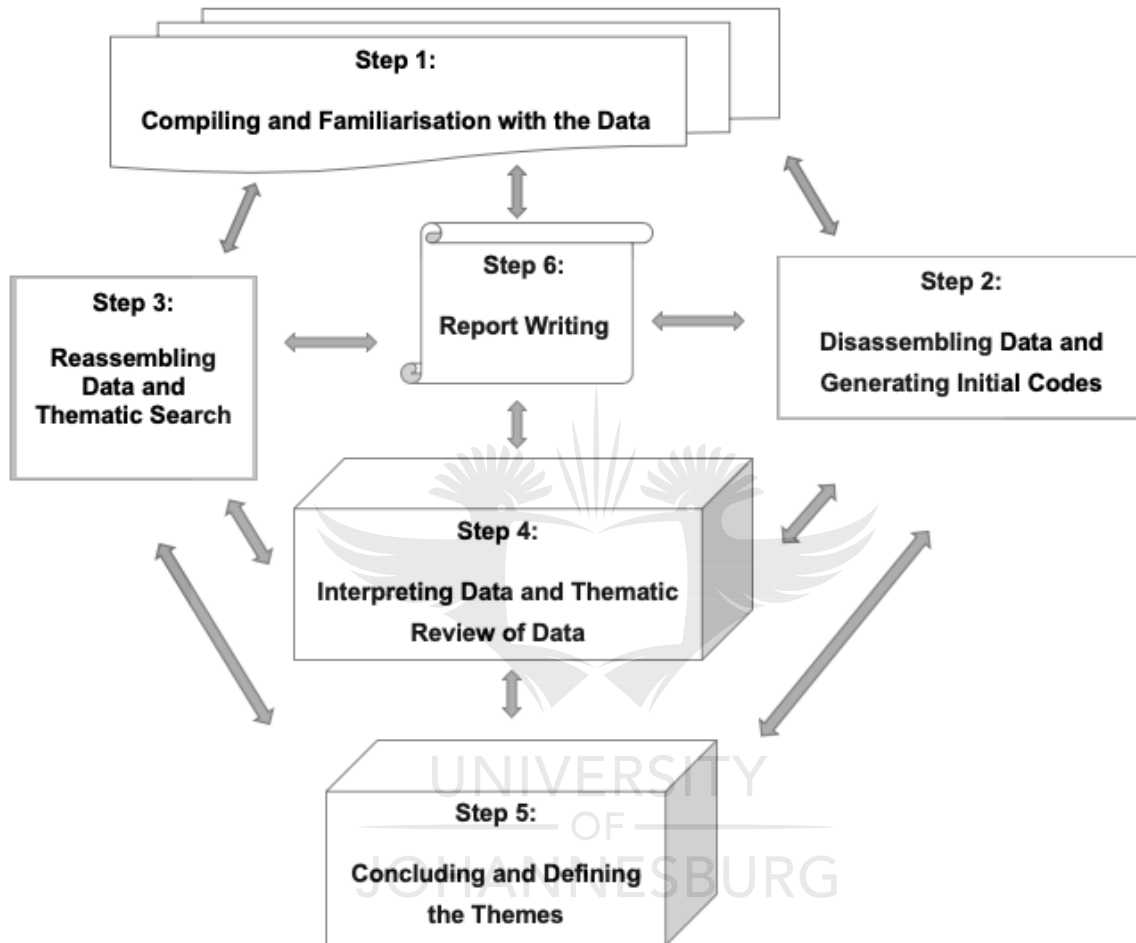 Step 1:
Compiling and Familiarisation with the Data
Step 6:
Report Writing
Step 3:
Reassembling
Data and
Thematic Search
Step 2:
Disassembling Data and
Generating Initial Codes
Step 4:
Interpreting Data and Thematic
Review of Data
Step 5:
Concluding and Defining
the Themes
UNIVERSITY
OF
JOHANNESBURG